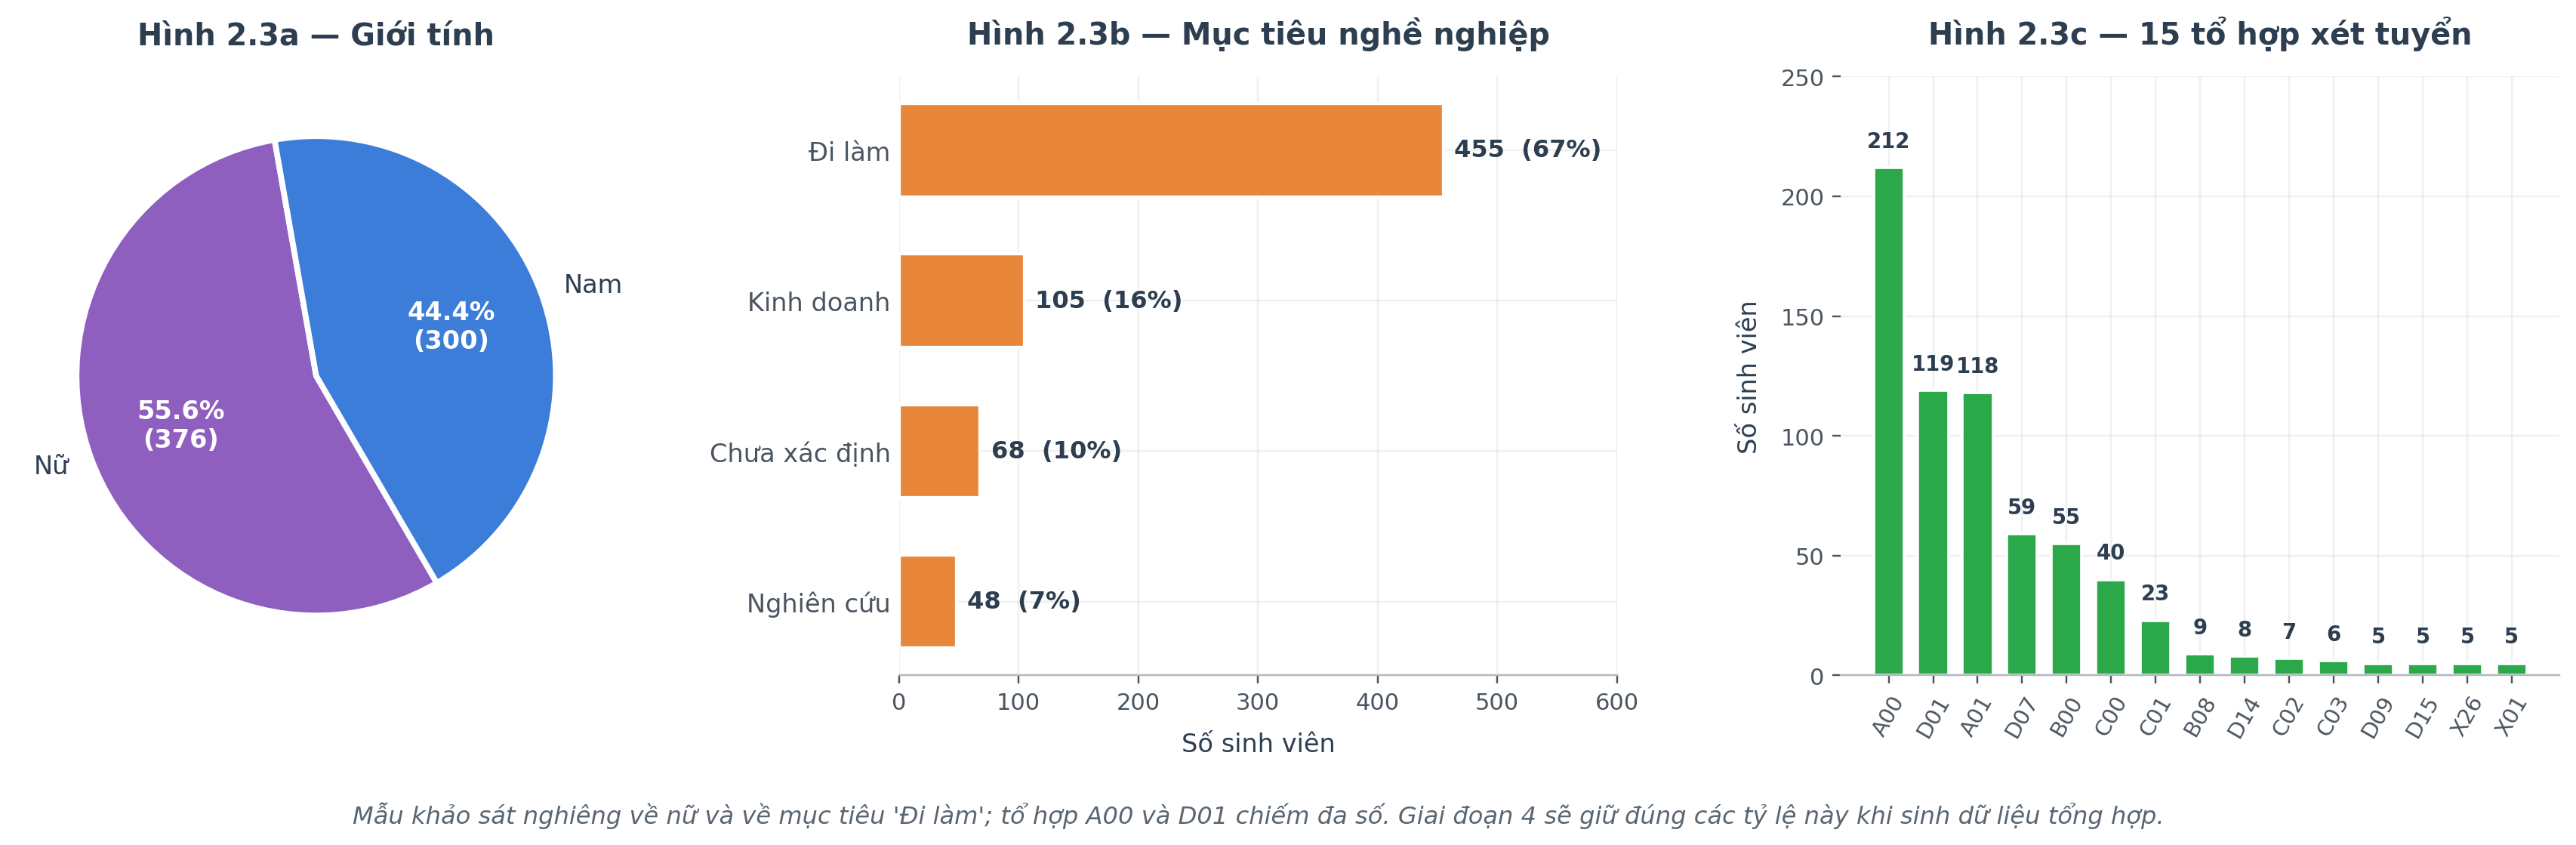 Hình 2.3a — Giới tính
Nam
44.4%
(300)
55.6%
(376)
Nữ
Hình 2.3b — Mục tiêu nghề nghiệp
Đi làm
455 (67%)
Kinh doanh
105 (16%)
Chưa xác định
68 (10%)
Nghiên cứu
48 (7%)
0 100 200 300 400 500 600
Số sinh viên
Hình 2.3c — 15 tổ hợp xét tuyển
Số sinh viên
250
200
150
100
50
0
212
119
118
59
55
40
23
9
8
7
6
5
5
5
5
A00 D01 A01 D07 B00 C00 C01 B08 D14 C02 C03 D09 D15 X26 X01
Mẫu khảo sát nghiêng về nữ và về mục tiêu 'Đi làm'; tổ hợp A00 và D01 chiếm đa số. Giai đoạn 4 sẽ giữ đúng các tỷ lệ này khi sinh dữ liệu tổng hợp.